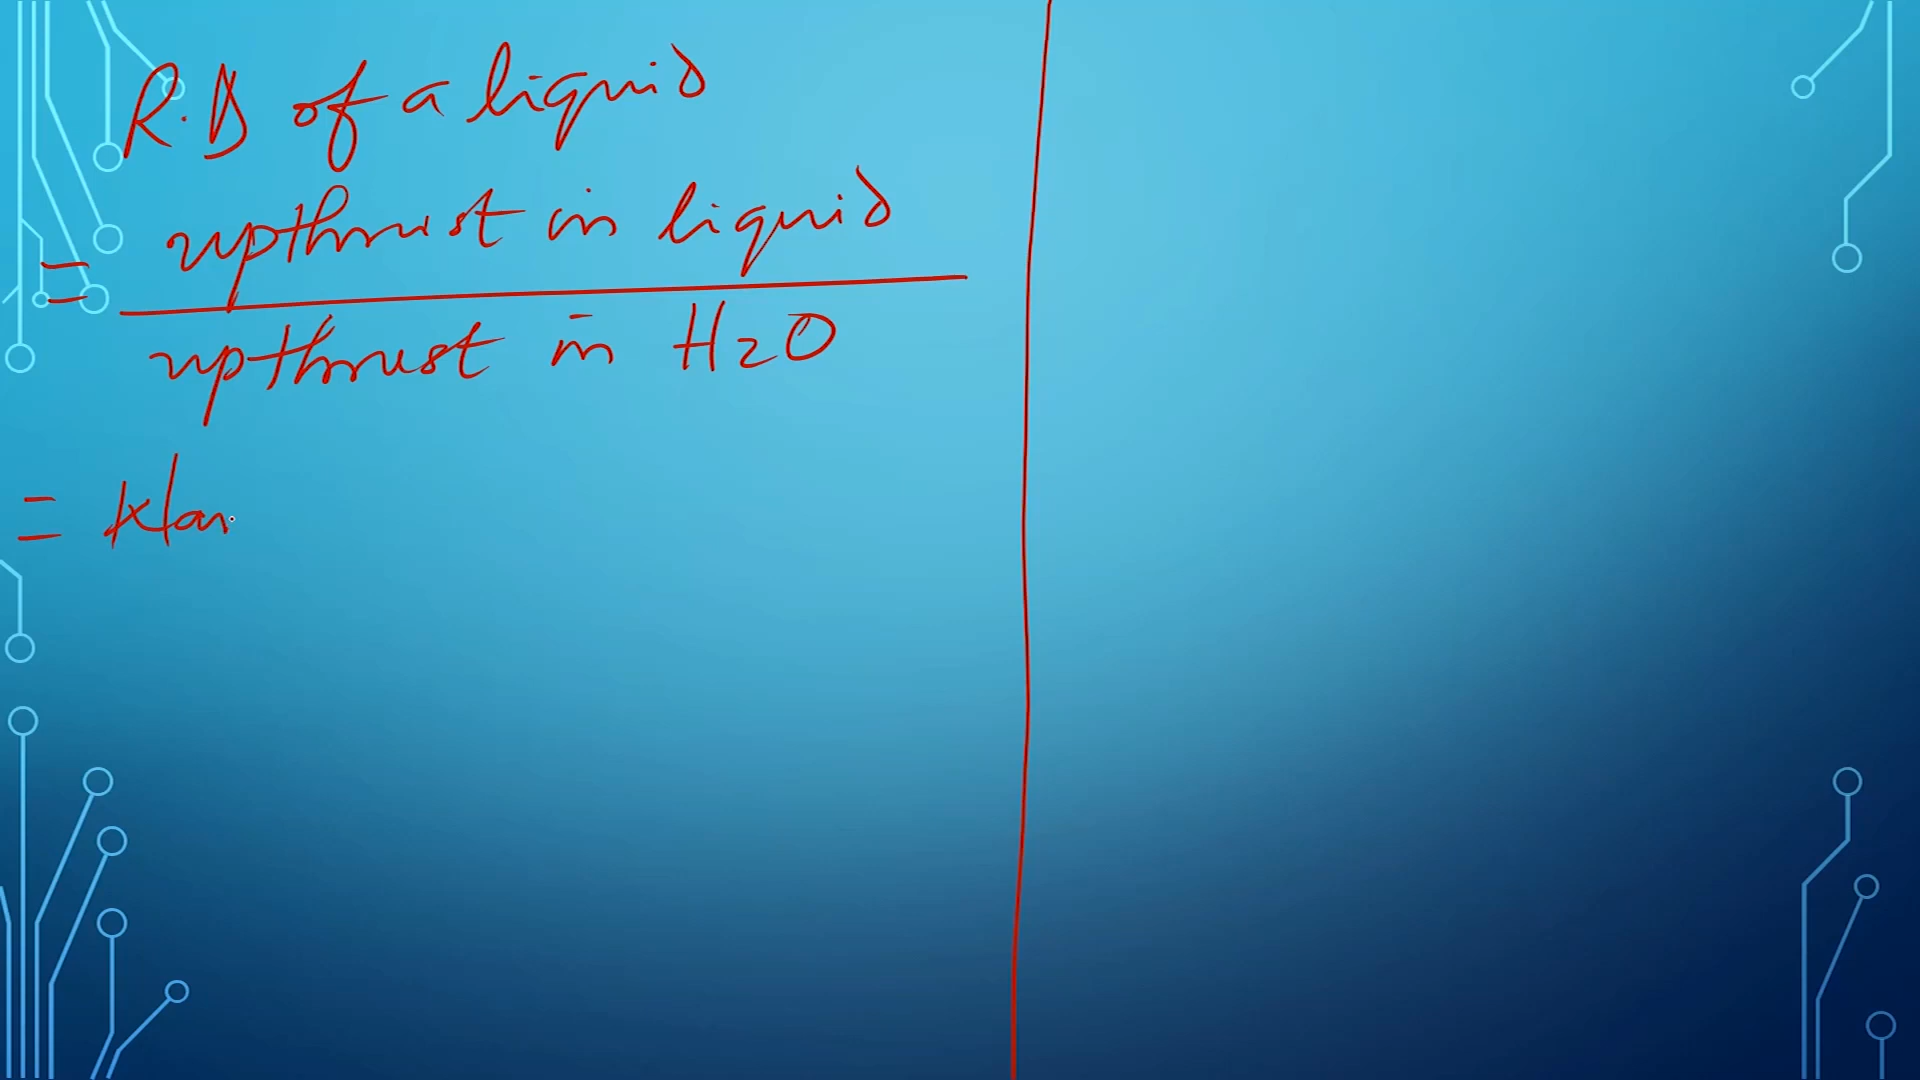 R.D of a liquid
= upthrust in liquid
upthrust in H2O
=